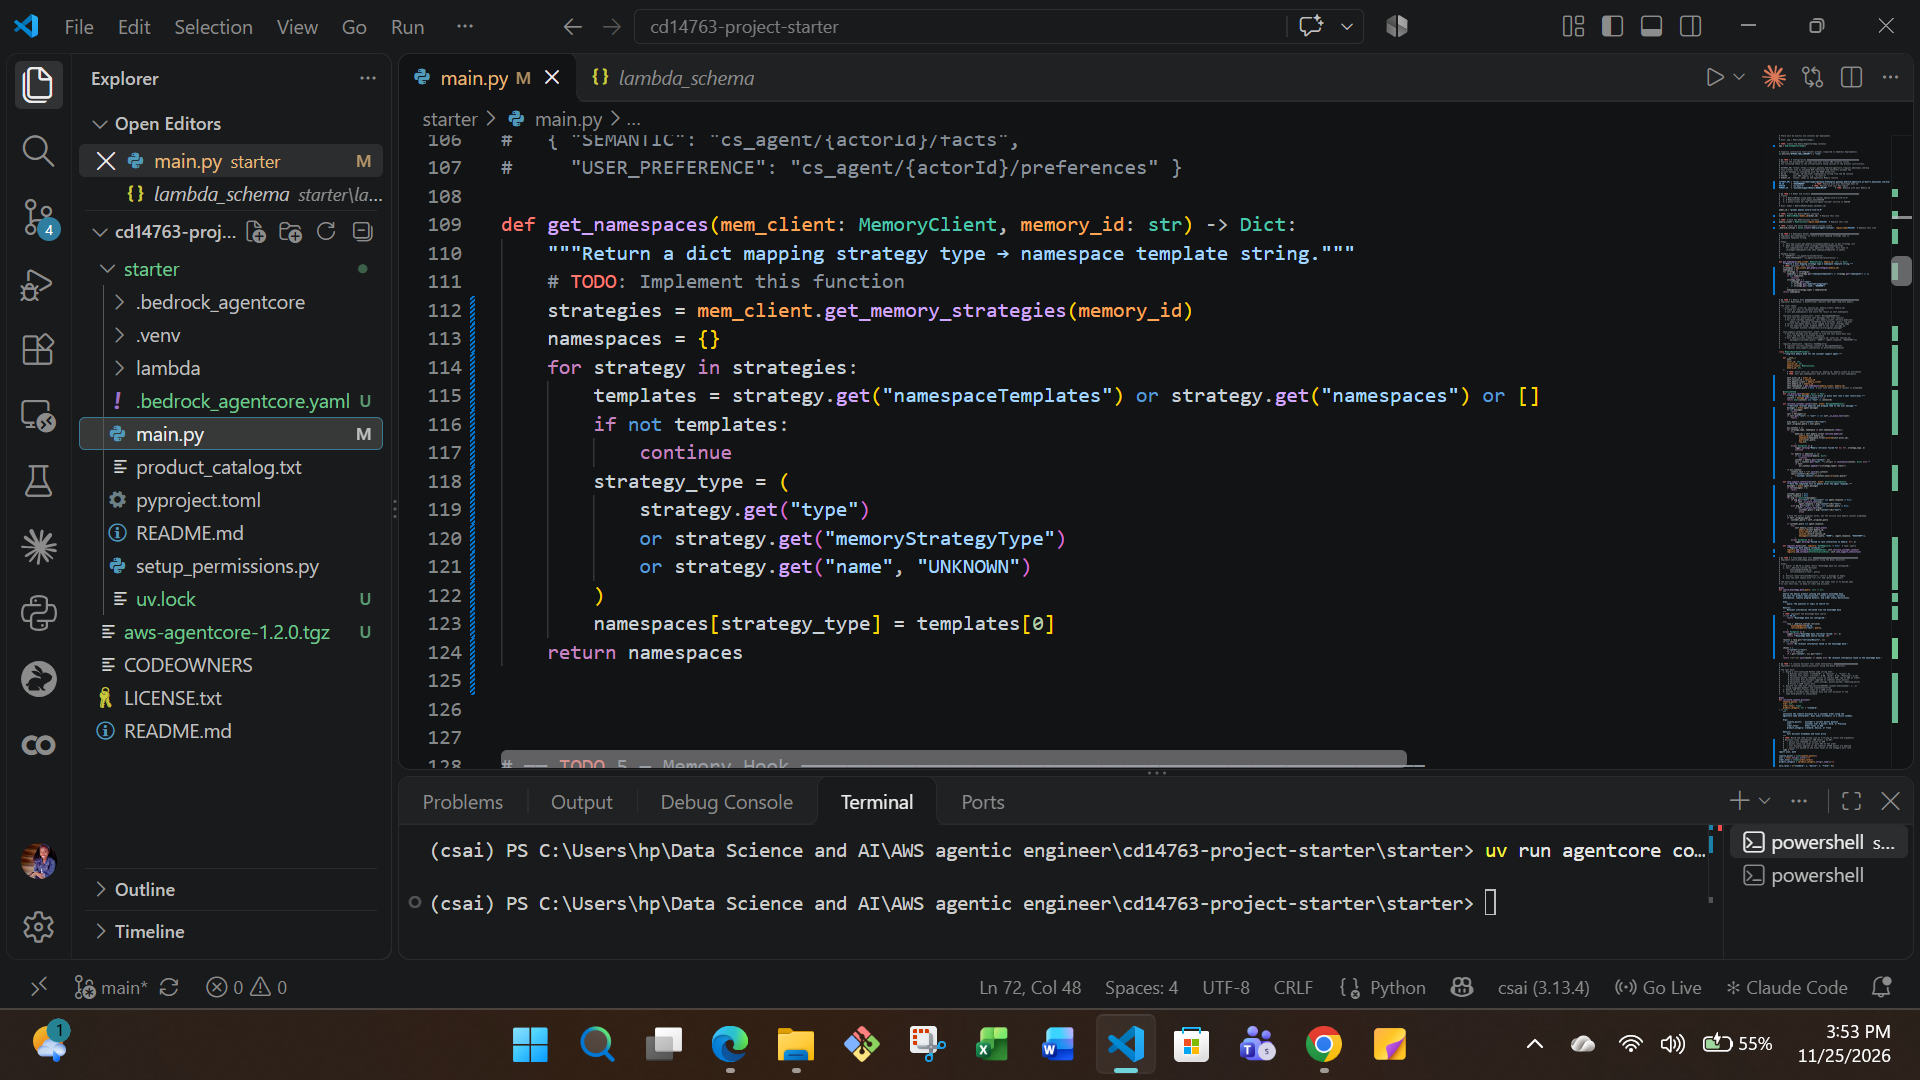 File Edit Selection View Go Run ···
cd14763-project-starter
Explorer
Open Editors
main.py starter M
lambda_schema starter\la...
cd14763-proj...
starter
.bedrock_agentcore
.venv
lambda
.bedrock_agentcore.yaml U
main.py M
product_catalog.txt
pyproject.toml
README.md
setup_permissions.py
uv.lock U
aws-agentcore-1.2.0.tgz U
CODEOWNERS
LICENSE.txt
README.md
Outline
Timeline
4
main.py M
{} lambda_schema
starter > main.py > ...
106 # { "SEMANTIC": "cs_agent/{actorId}/facts",
107 # "USER_PREFERENCE": "cs_agent/{actorId}/preferences" }
108
109 def get_namespaces(mem_client: MemoryClient, memory_id: str) -> Dict:
110 """Return a dict mapping strategy type → namespace template string."""
111 # TODO: Implement this function
112 strategies = mem_client.get_memory_strategies(memory_id)
113 namespaces = {}
114 for strategy in strategies:
115 templates = strategy.get("namespaceTemplates") or strategy.get("namespaces") or []
116 if not templates:
117 continue
118 strategy_type = (
119 strategy.get("type")
120 or strategy.get("memoryStrategyType")
121 or strategy.get("name", "UNKNOWN")
122 )
123 namespaces[strategy_type] = templates[0]
124 return namespaces
125
126
127
128 # —— TODO 5 — Memory Hook ——
Problems Output Debug Console Terminal Ports
(csai) PS C:\Users\hp\Data Science and AI\AWS agentic engineer\cd14763-project-starter\starter> uv run agentcore co...
(csai) PS C:\Users\hp\Data Science and AI\AWS agentic engineer\cd14763-project-starter\starter>
powershell s...
powershell
main* 0 0 Ln 72, Col 48 Spaces: 4 UTF-8 CRLF {} Python csai (3.13.4) Go Live Claude Code
1
55%
3:53 PM
11/25/2026